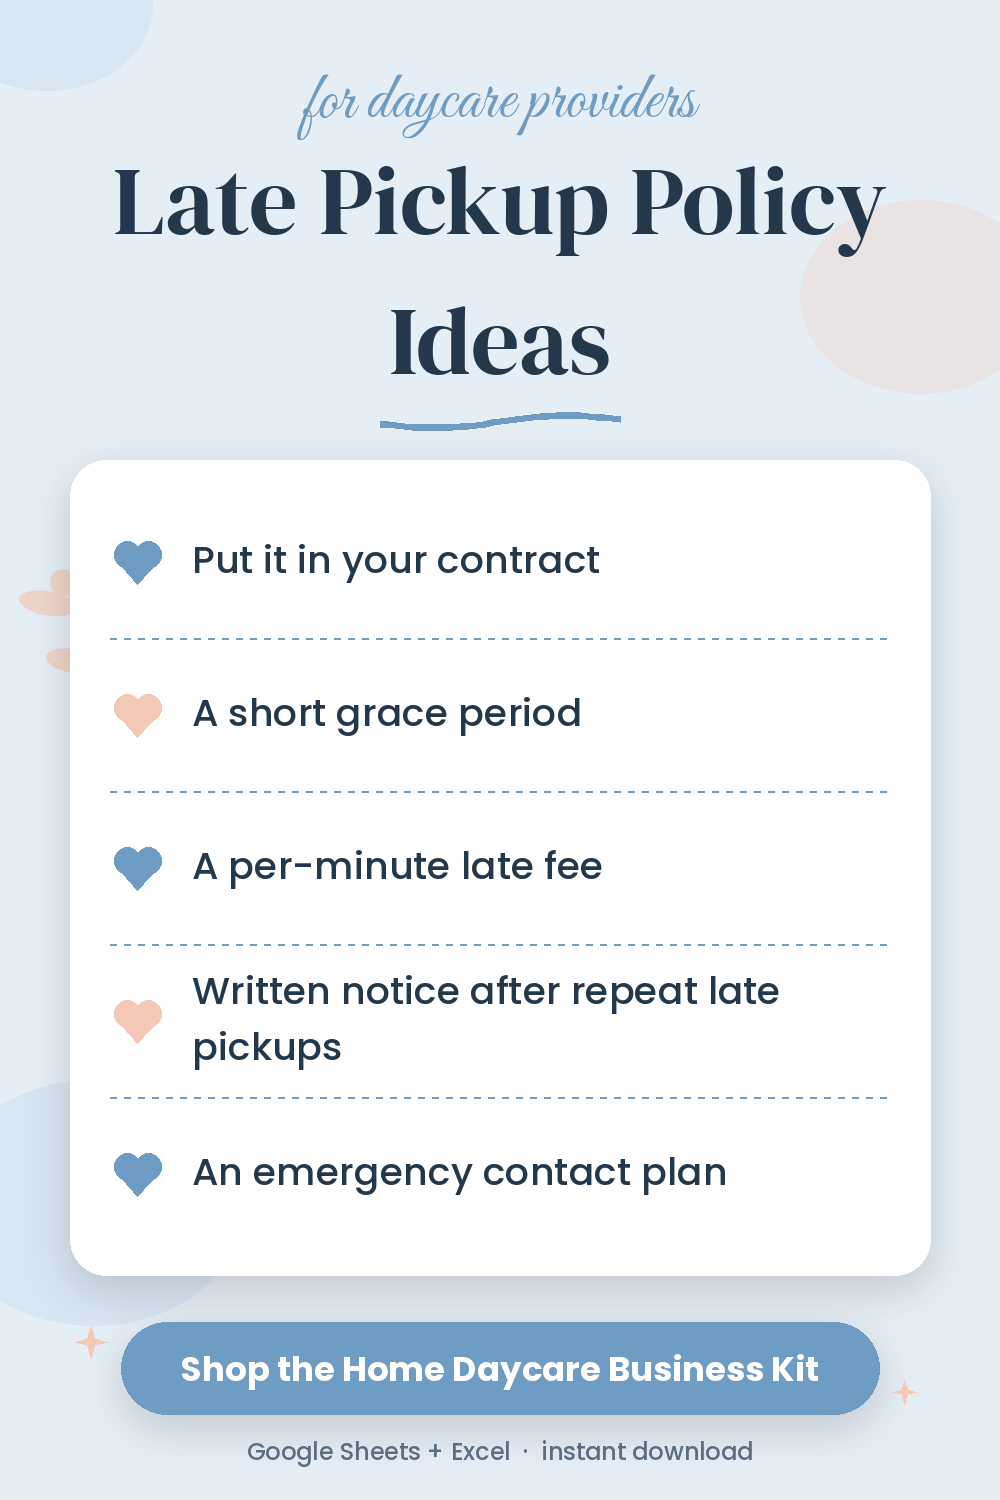 for daycare providers
Late Pickup Policy
Ideas
Put it in your contract
A short grace period
A per-minute late fee
Written notice after repeat late
pickups
An emergency contact plan
Shop the Home Daycare Business Kit
Google Sheets + Excel · instant download